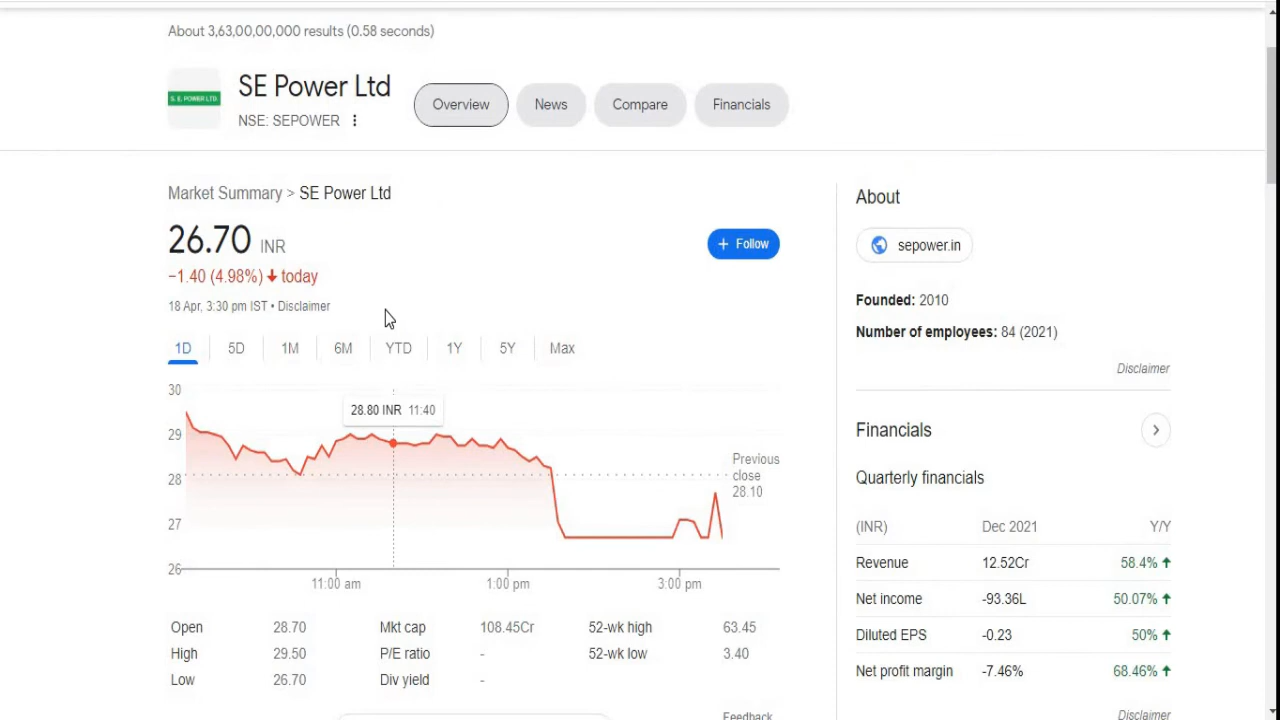 About 3,63,00,00,000 results (0.58 seconds)
S. E. POWER LTD.
SE Power Ltd
NSE: SEPOWER
Overview
News
Compare
Financials
Market Summary > SE Power Ltd
26.70 INR
+ Follow
−1.40 (4.98%) ↓ today
18 Apr, 3:30 pm IST • Disclaimer
1D 5D 1M 6M YTD 1Y 5Y Max
30
29
28
27
26
28.80 INR 11:40
Previous
close
28.10
11:00 am 1:00 pm 3:00 pm
Open 28.70 Mkt cap 108.45Cr 52-wk high 63.45
High 29.50 P/E ratio - 52-wk low 3.40
Low 26.70 Div yield -
Feedback
About
sepower.in
Founded: 2010
Number of employees: 84 (2021)
Disclaimer
Financials
Quarterly financials
(INR) Dec 2021 Y/Y
Revenue 12.52Cr 58.4% ↑
Net income -93.36L 50.07% ↑
Diluted EPS -0.23 50% ↑
Net profit margin -7.46% 68.46% ↑
Disclaimer